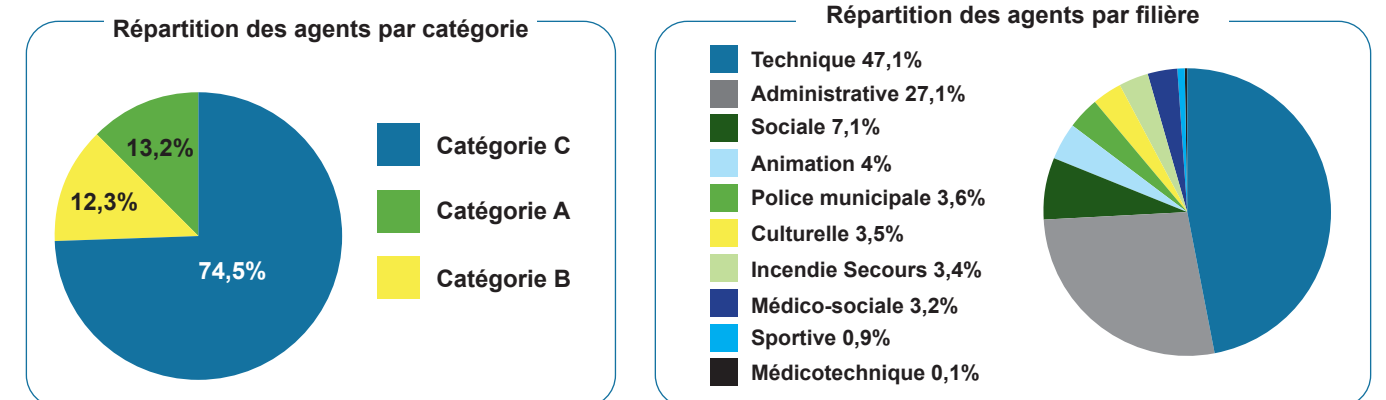 Répartition des agents par catégorie
13,2%
12,3%
74,5%
Catégorie C
Catégorie A
Catégorie B
Répartition des agents par filière
Technique 47,1%
Administrative 27,1%
Sociale 7,1%
Animation 4%
Police municipale 3,6%
Culturelle 3,5%
Incendie Secours 3,4%
Médico-sociale 3,2%
Sportive 0,9%
Médicotechnique 0,1%